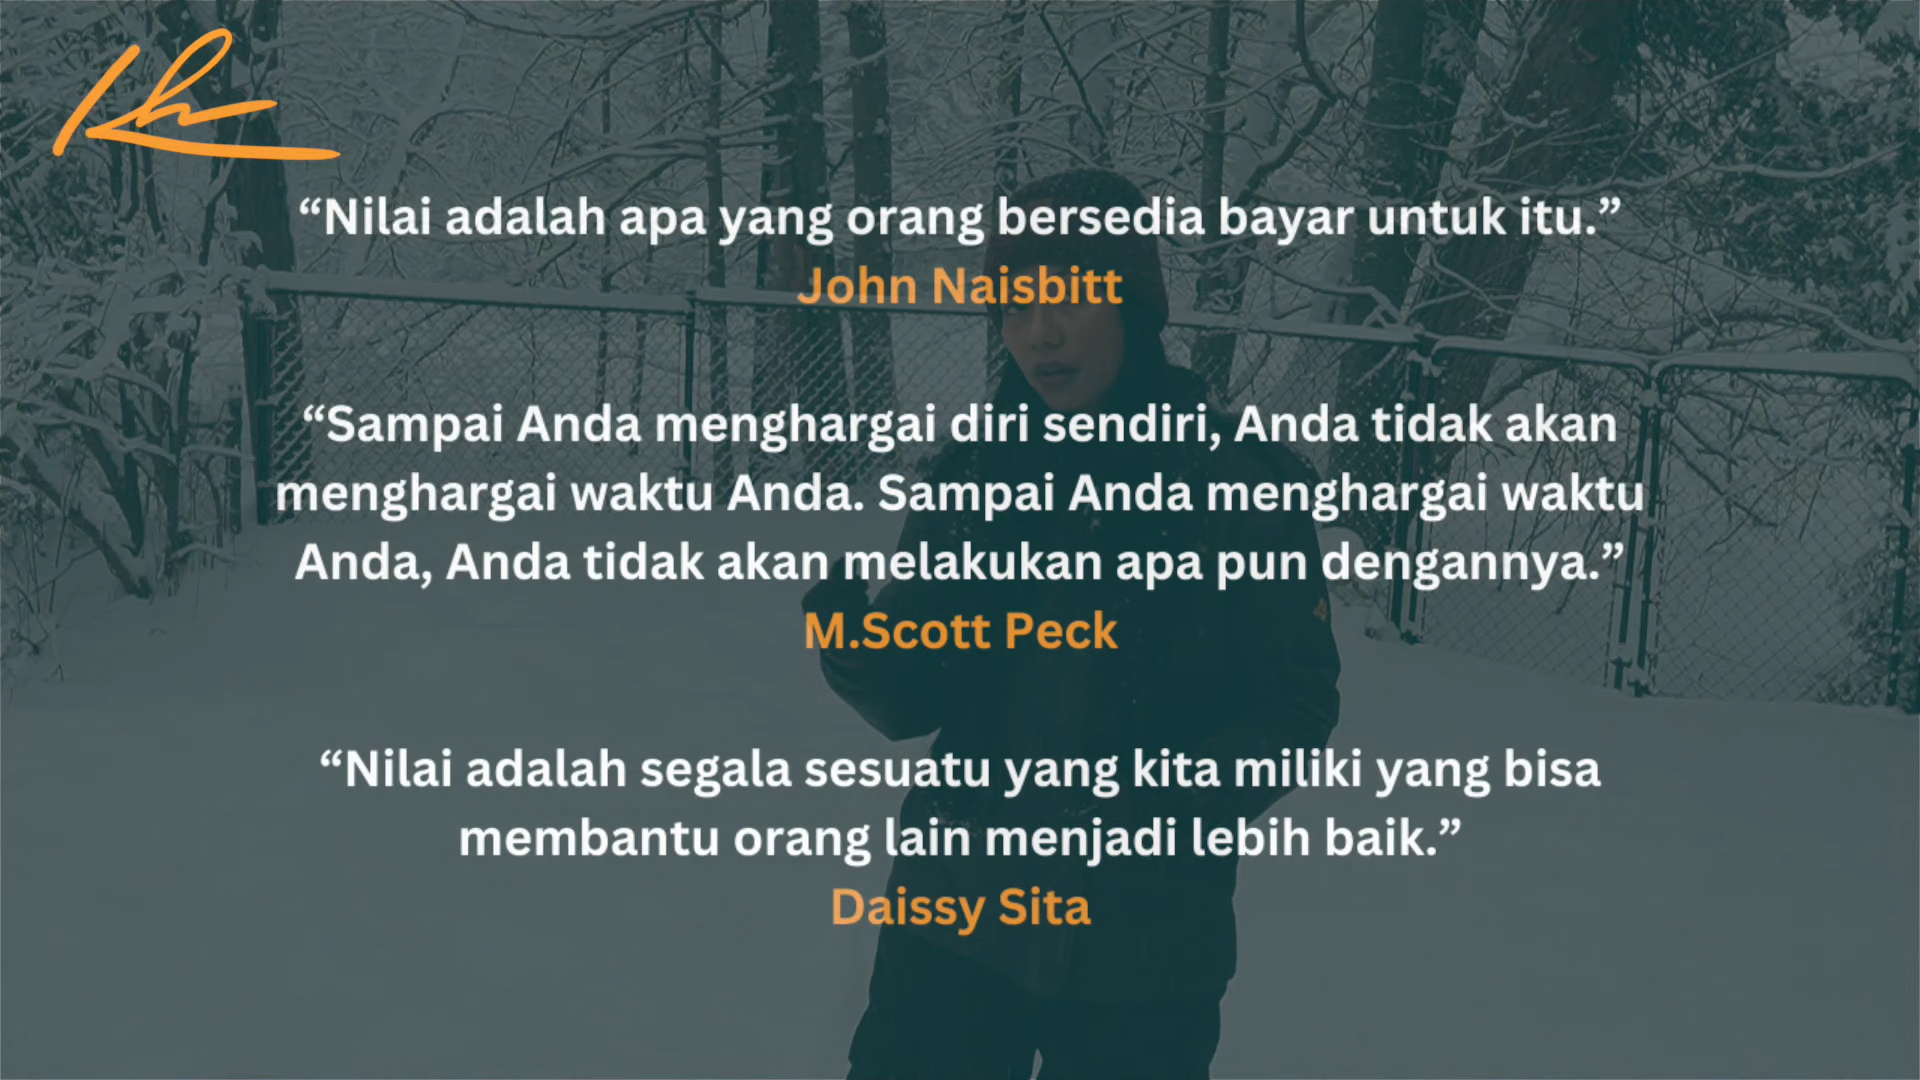 “Nilai adalah apa yang orang bersedia bayar untuk itu.”
John Naisbitt
“Sampai Anda menghargai diri sendiri, Anda tidak akan
menghargai waktu Anda. Sampai Anda menghargai waktu
Anda, Anda tidak akan melakukan apa pun dengannya.”
M.Scott Peck
“Nilai adalah segala sesuatu yang kita miliki yang bisa
membantu orang lain menjadi lebih baik.”
Daissy Sita